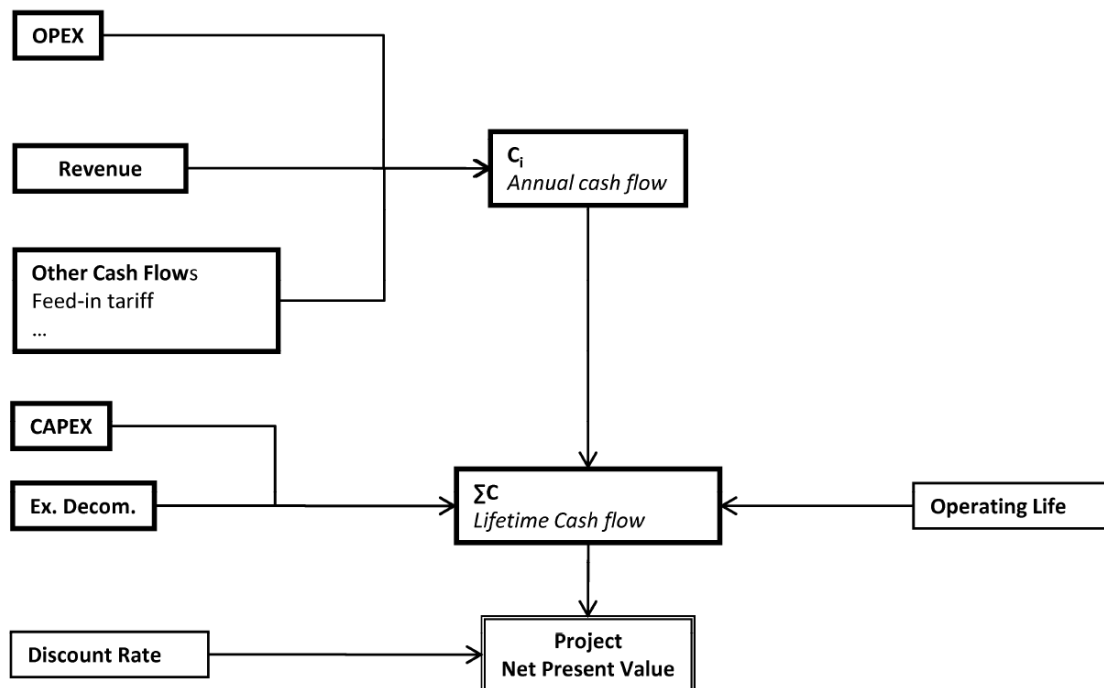 OPEX
Revenue
C_i
Annual cash flow
Other Cash Flows
Feed-in tariff
...
CAPEX
Ex. Decom.
∑C
Lifetime Cash flow
Operating Life
Discount Rate
Project
Net Present Value